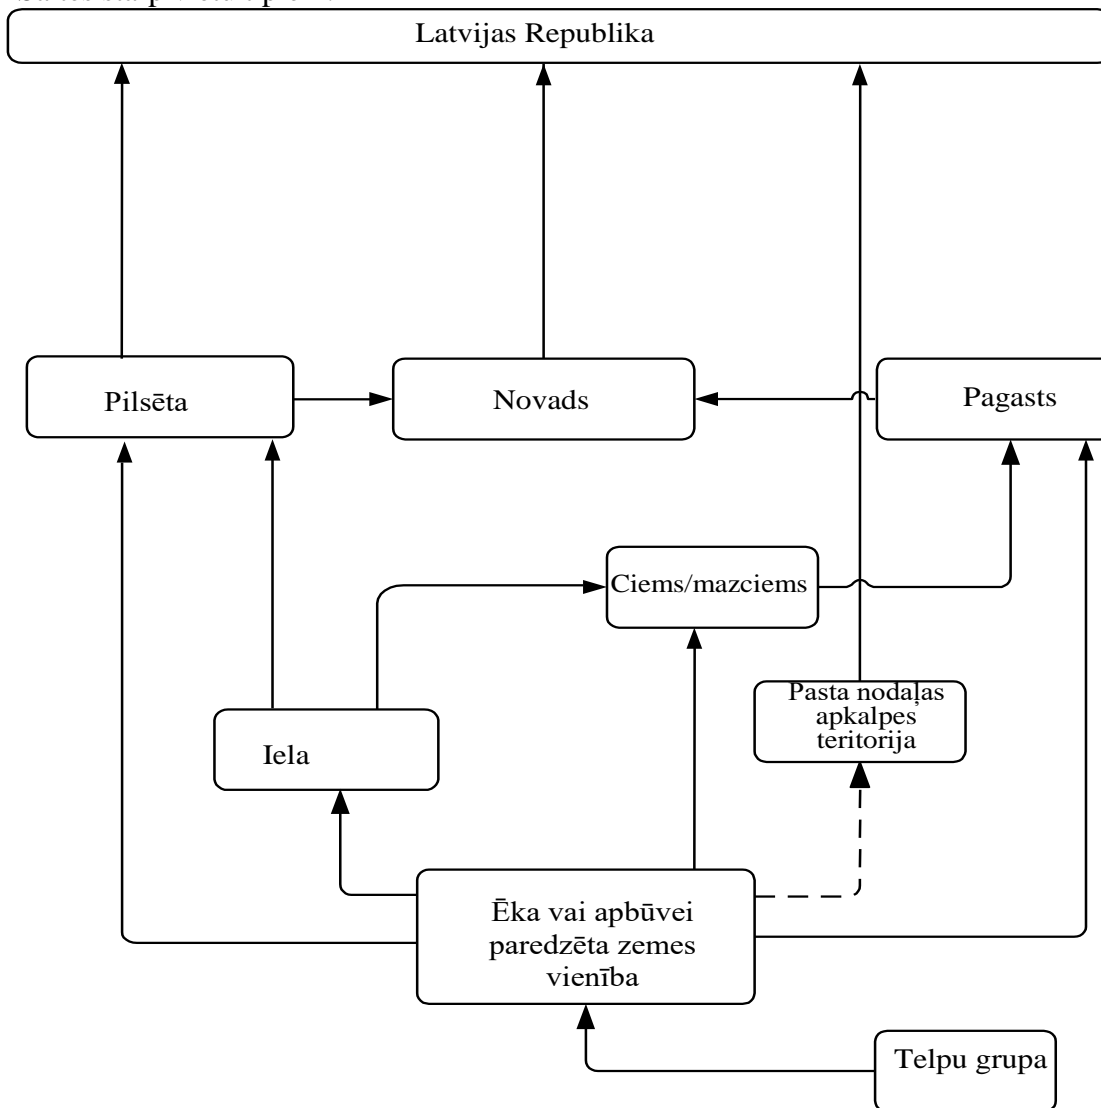 Latvijas Republika
Pilsēta
Novads
Pagasts
Ciems/mazciems
Pasta nodaļas
apkalpes
teritorija
Iela
Ēka vai apbūvei
paredzēta zemes
vienība
Telpu grupa